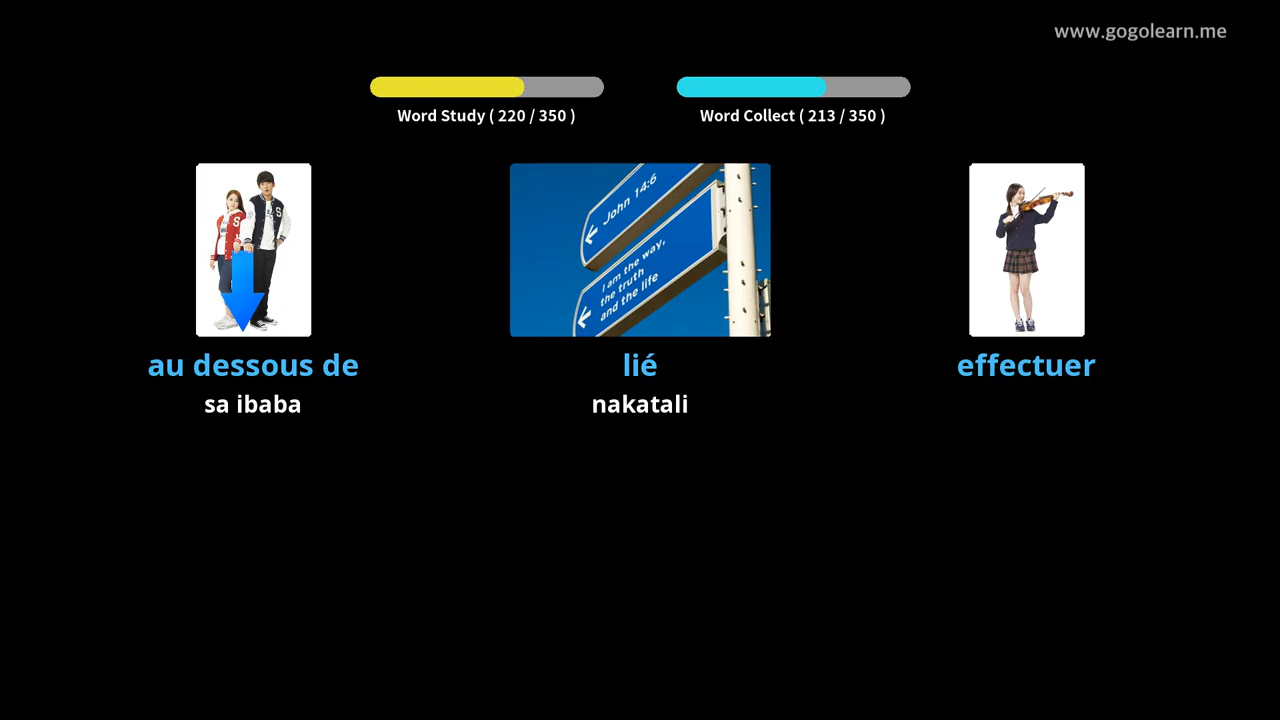 www.gogolearn.me
Word Study ( 220 / 350 )
Word Collect ( 213 / 350 )
S
S
John 14:6
I am the way,
the truth
and the life
au dessous de
sa ibaba
lié
nakatali
effectuer